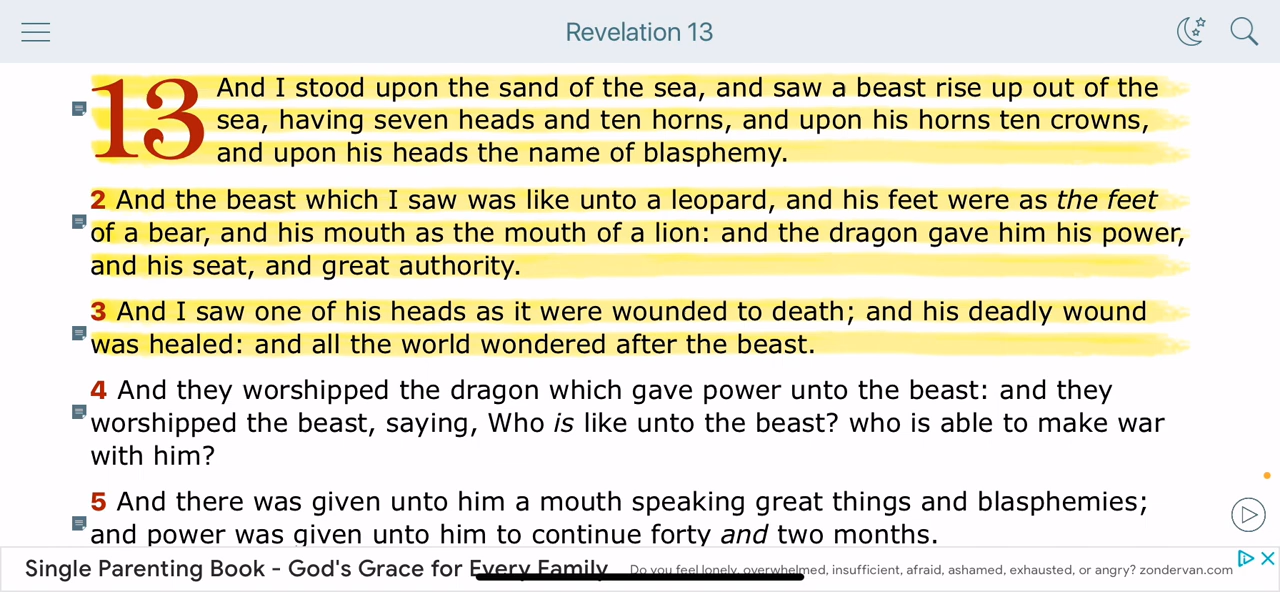 Revelation 13
13 And I stood upon the sand of the sea, and saw a beast rise up out of the
sea, having seven heads and ten horns, and upon his horns ten crowns,
and upon his heads the name of blasphemy.
2 And the beast which I saw was like unto a leopard, and his feet were as the feet
of a bear, and his mouth as the mouth of a lion: and the dragon gave him his power,
and his seat, and great authority.
3 And I saw one of his heads as it were wounded to death; and his deadly wound
was healed: and all the world wondered after the beast.
4 And they worshipped the dragon which gave power unto the beast: and they
worshipped the beast, saying, Who is like unto the beast? who is able to make war
with him?
5 And there was given unto him a mouth speaking great things and blasphemies;
and power was given unto him to continue forty and two months.
Single Parenting Book - God's Grace for Every Family Do you feel lonely, overwhelmed, insufficient, afraid, ashamed, exhausted, or angry? zondervan.com